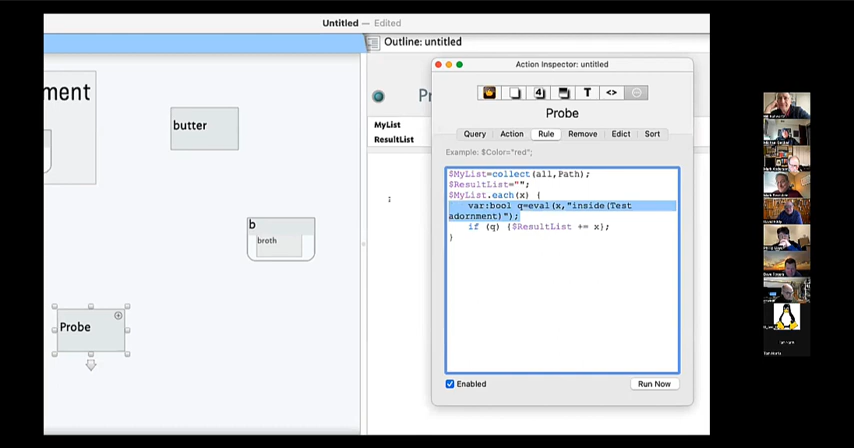 Untitled — Edited
Outline: untitled
ment
butter
b
broth
Probe
Pr
MyList
ResultList
:
Action Inspector: untitled
T
<>
Probe
Query
Action
Rule
Remove
Edict
Sort
Example: $Color="red";
$MyList=collect(all,Path);
$ResultList="";
$MyList.each(x) {
var:bool q=eval(x,"inside(Test
adornment)");
if (q) {$ResultList += x};
}
Enabled
Run Now